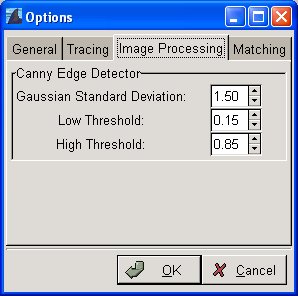 Options
General Tracing Image Processing Matching
Canny Edge Detector
Gaussian Standard Deviation: 1.50
Low Threshold: 0.15
High Threshold: 0.85
OK Cancel